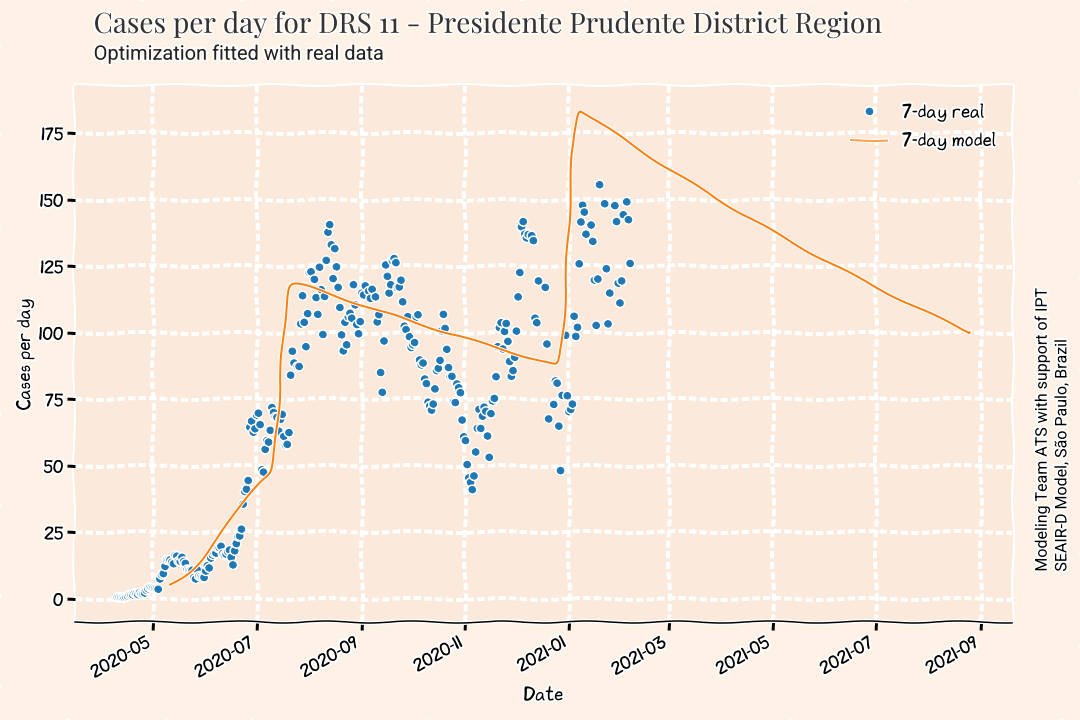 Cases per day for DRS 11 - Presidente Prudente District Region
Optimization fitted with real data
7-day real
7-day model
175
150
125
100
75
50
25
0
Cases per day
2020-05
2020-07
2020-09
2020-11
2021-01
2021-03
2021-05
2021-07
2021-09
Date
Modeling Team ATS with support of IPT
SEAIR-D Model, São Paulo, Brazil